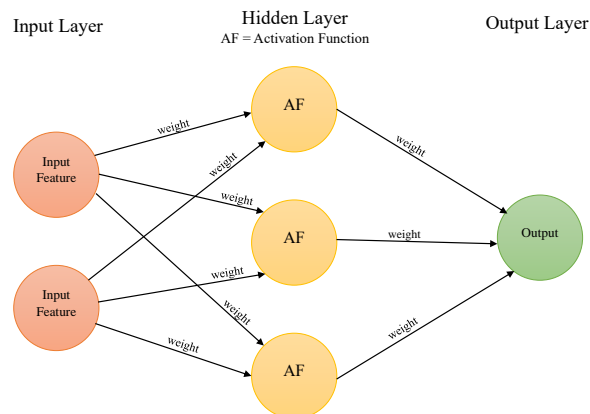 Input Layer
Hidden Layer
AF = Activation Function
Output Layer
Input
Feature
Input
Feature
weight
weight
weight
weight
weight
weight
AF
AF
AF
weight
weight
weight
Output